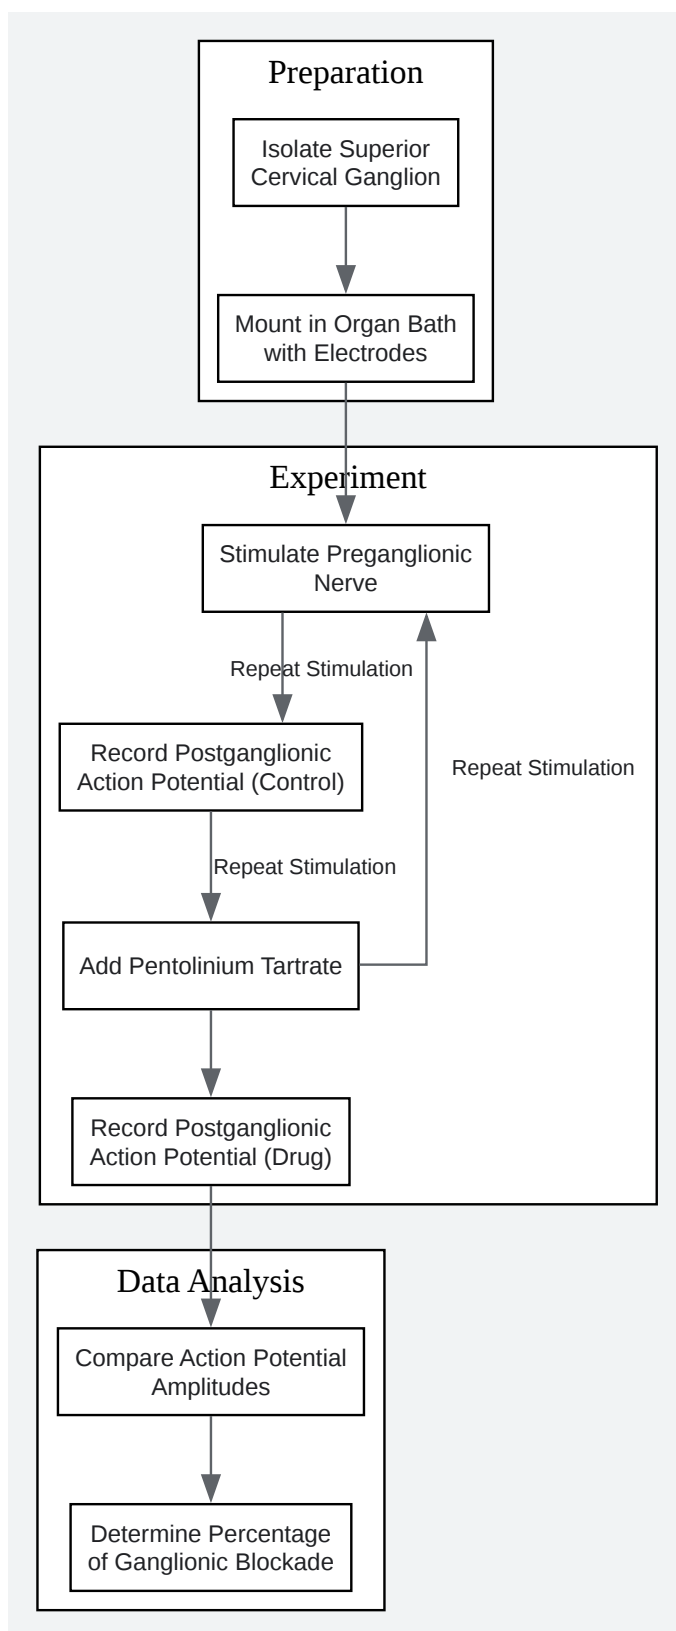 Preparation
Isolate Superior
Cervical Ganglion
Mount in Organ Bath
with Electrodes
Experiment
Stimulate Preganglionic
Nerve
Repeat Stimulation
Record Postganglionic
Action Potential (Control)
Repeat Stimulation
Repeat Stimulation
Add Pentolinium Tartrate
Record Postganglionic
Action Potential (Drug)
Data Analysis
Compare Action Potential
Amplitudes
Determine Percentage
of Ganglionic Blockade